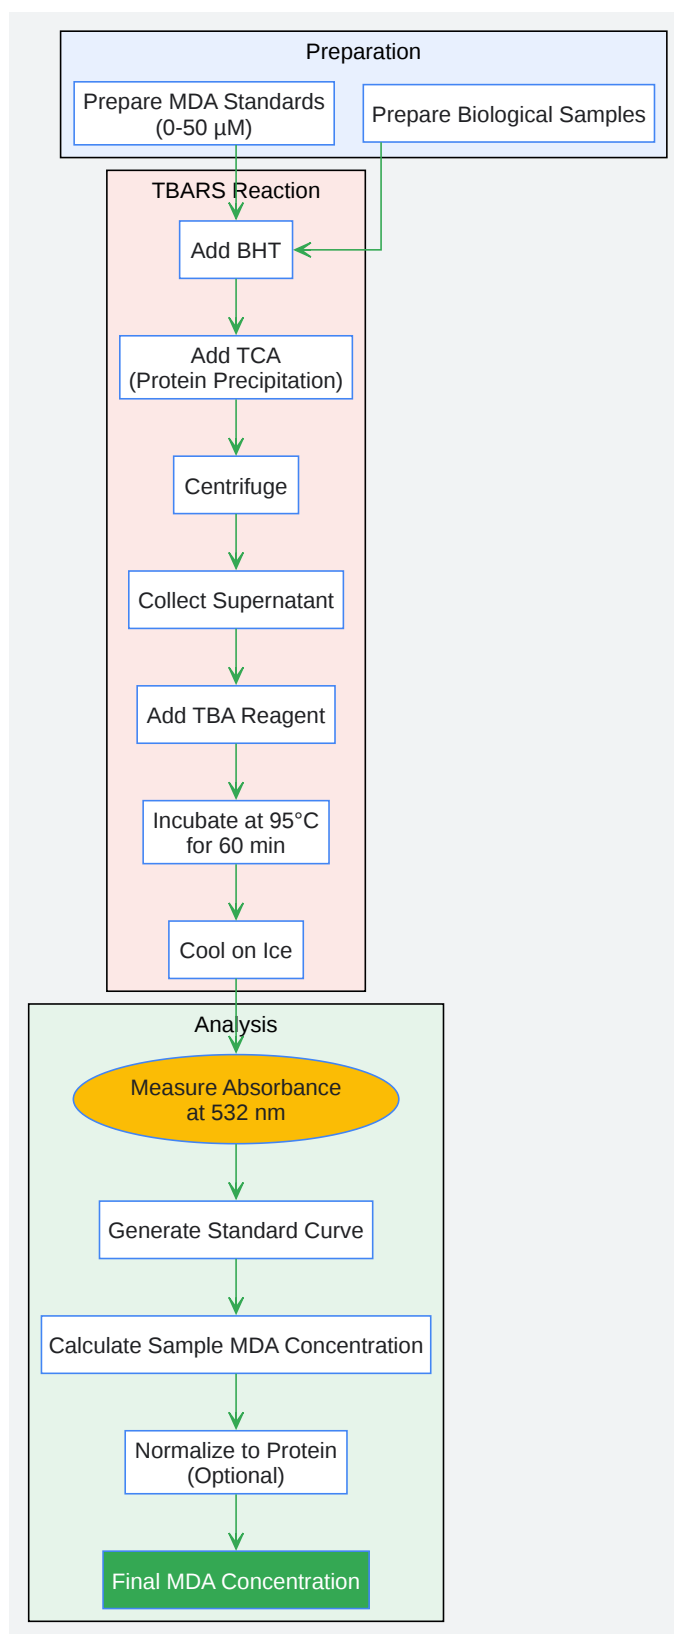 Preparation
Prepare MDA Standards
(0-50 µM)
Prepare Biological Samples
TBARS Reaction
Add BHT
Add TCA
(Protein Precipitation)
Centrifuge
Collect Supernatant
Add TBA Reagent
Incubate at 95°C
for 60 min
Cool on Ice
Analysis
Measure Absorbance
at 532 nm
Generate Standard Curve
Calculate Sample MDA Concentration
Normalize to Protein
(Optional)
Final MDA Concentration